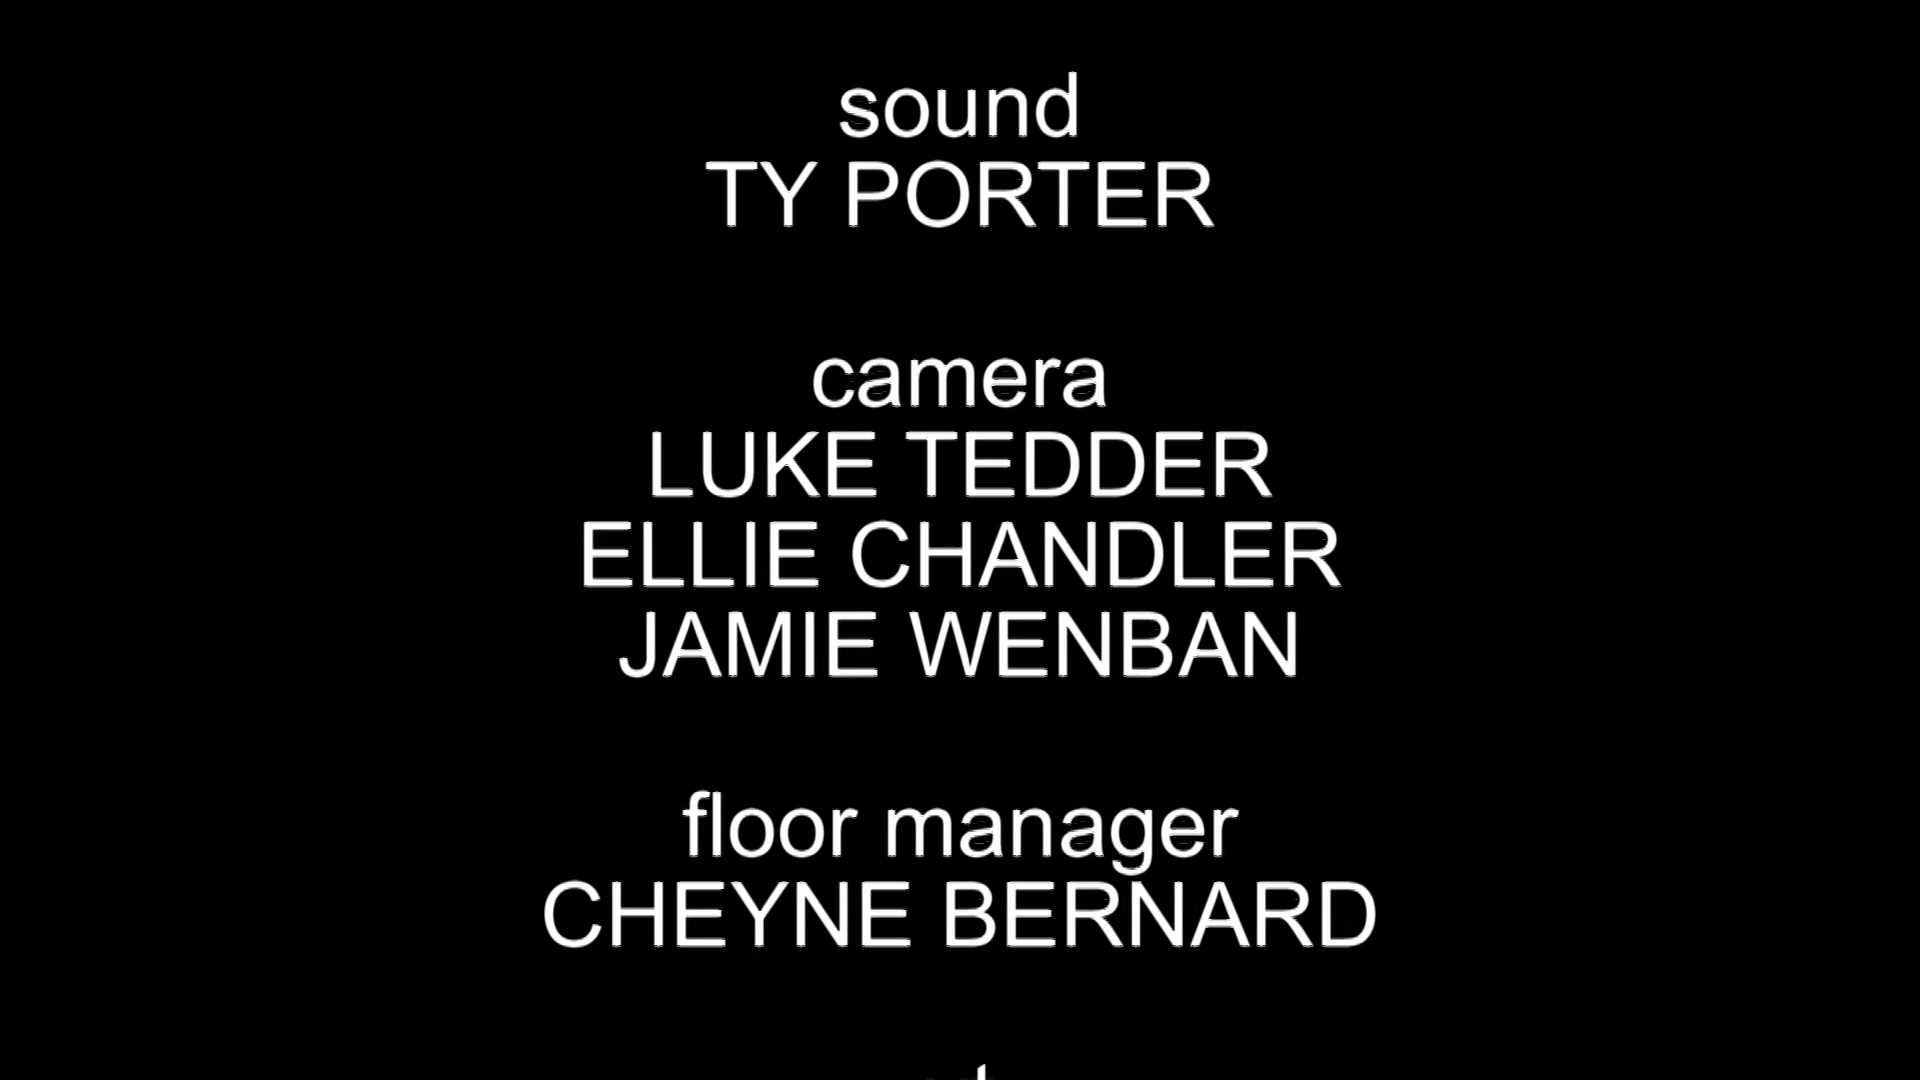 sound
TY PORTER
camera
LUKE TEDDER
ELLIE CHANDLER
JAMIE WENBAN
floor manager
CHEYNE BERNARD